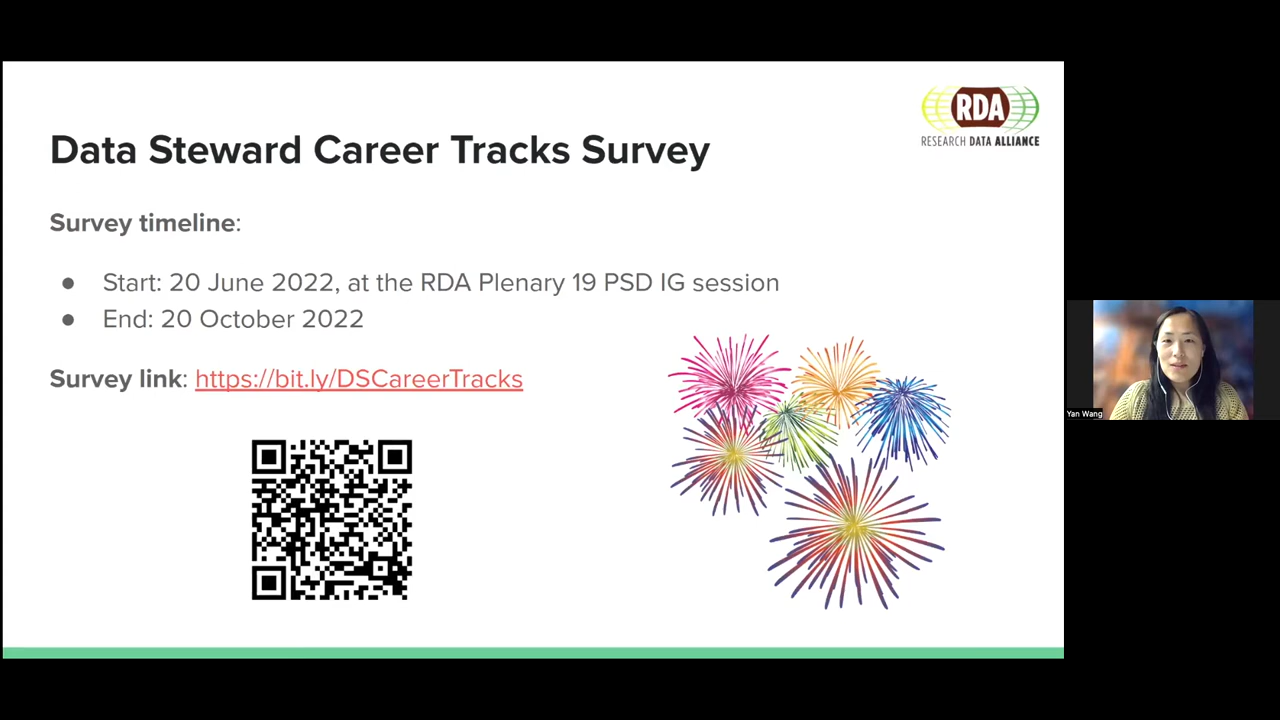 RDA
RESEARCH DATA ALLIANCE
Data Steward Career Tracks Survey
Survey timeline:
● Start: 20 June 2022, at the RDA Plenary 19 PSD IG session
● End: 20 October 2022
Survey link: https://bit.ly/DSCareerTracks
Yan Wang